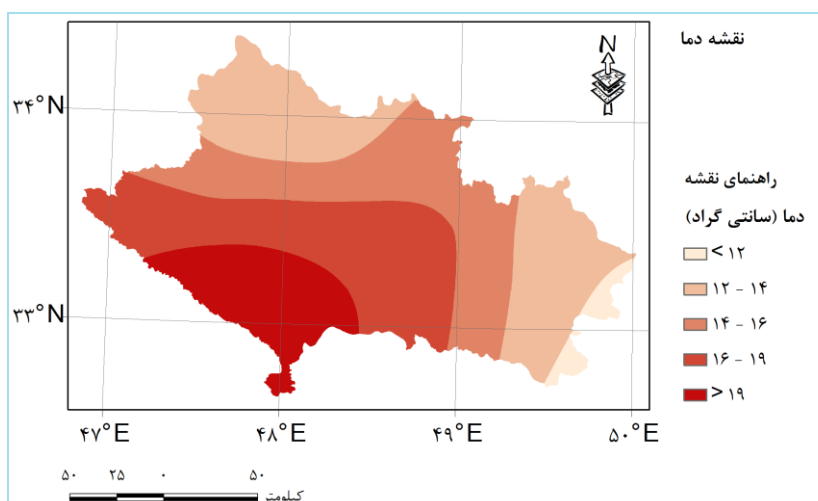 نقشه دما
N
۳۴°N
۳۳°N
۴۷°E
۴۸°E
۴۹°E
۵۰°E
راهنمای نقشه
دما (سانتی گراد)
< ۱۲
۱۲ - ۱۴
۱۴ - ۱۶
۱۶ - ۱۹
> ۱۹
۵۰ ۲۵ ۰ ۵۰
کیلومتر